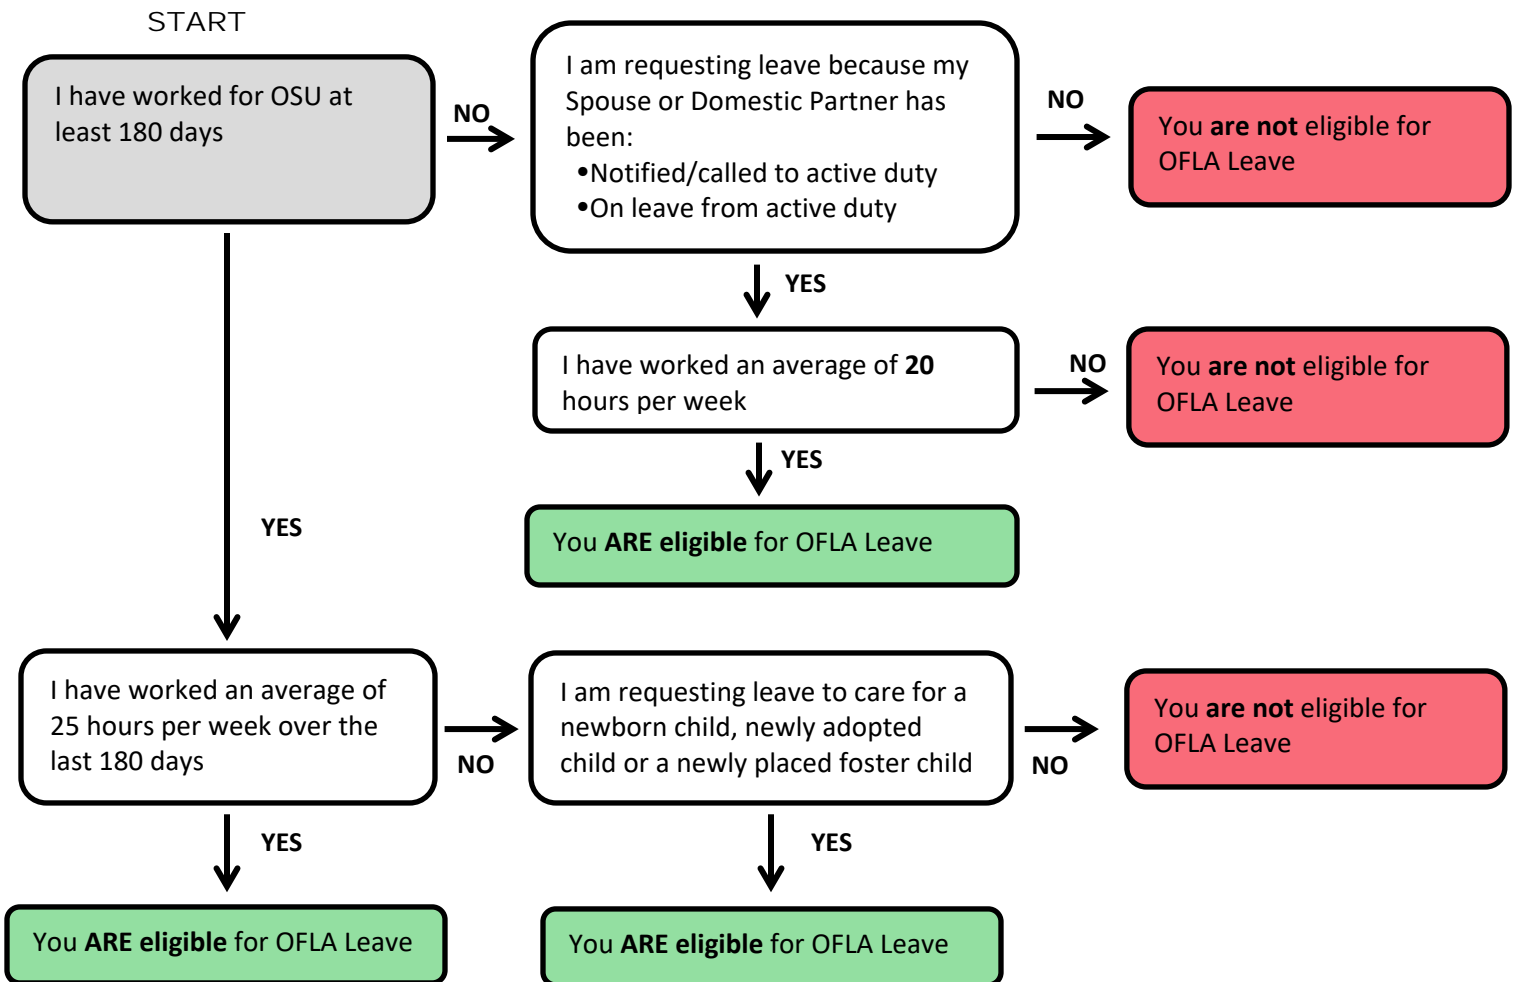 START
I have worked for OSU at
least 180 days
NO
I am requesting leave because my
Spouse or Domestic Partner has
been:
•Notified/called to active duty
•On leave from active duty
NO
You are not eligible for
OFLA Leave
YES
I have worked an average of 20
hours per week
NO
You are not eligible for
OFLA Leave
YES
You ARE eligible for OFLA Leave
YES
I have worked an average of
25 hours per week over the
last 180 days
NO
I am requesting leave to care for a
newborn child, newly adopted
child or a newly placed foster child
NO
You are not eligible for
OFLA Leave
YES
You ARE eligible for OFLA Leave
YES
You ARE eligible for OFLA Leave